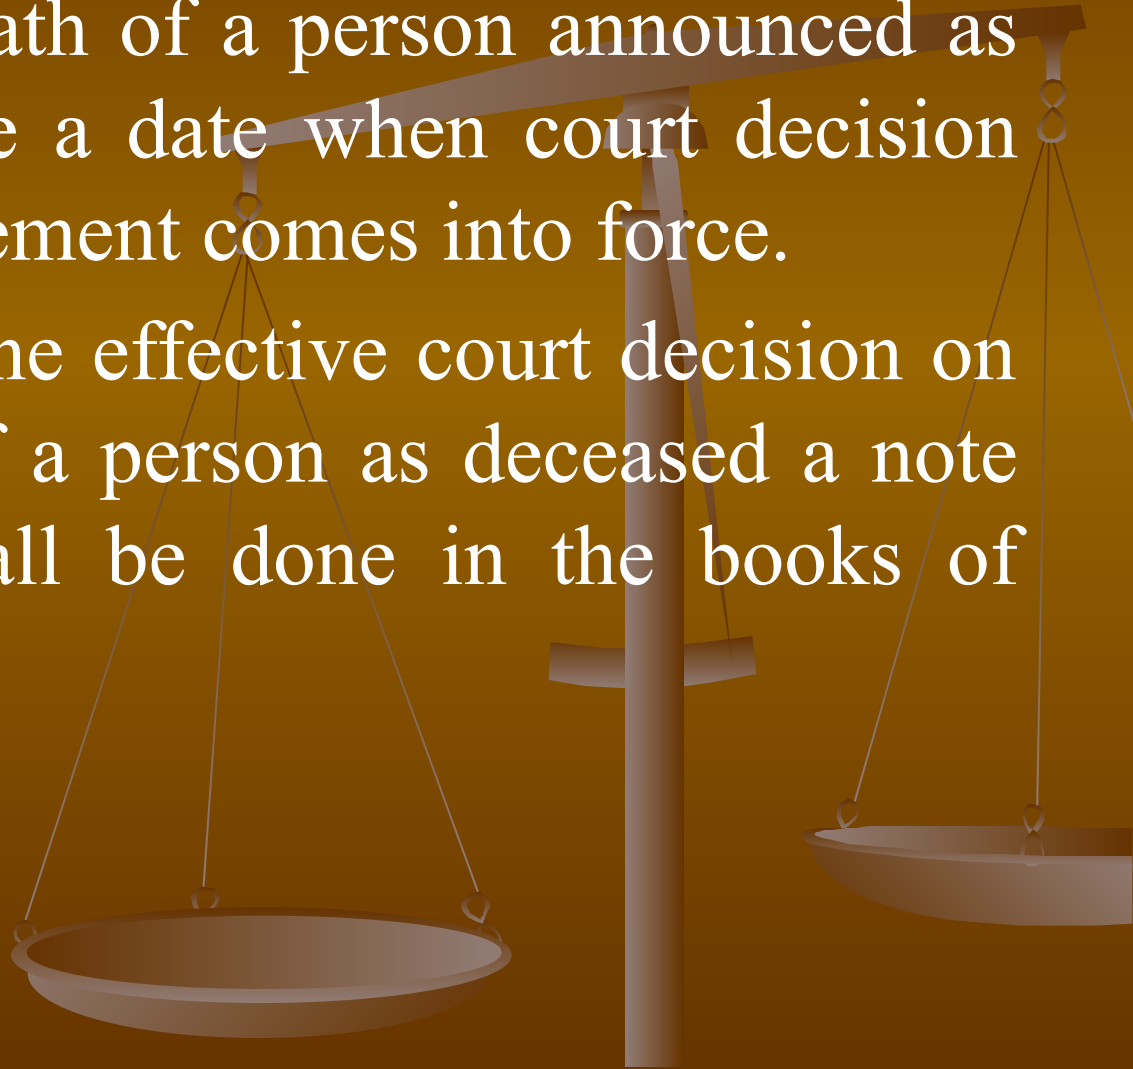 ath of a person announced as
e a date when court decision
ement comes into force.
he effective court decision on
f a person as deceased a note
all be done in the books of